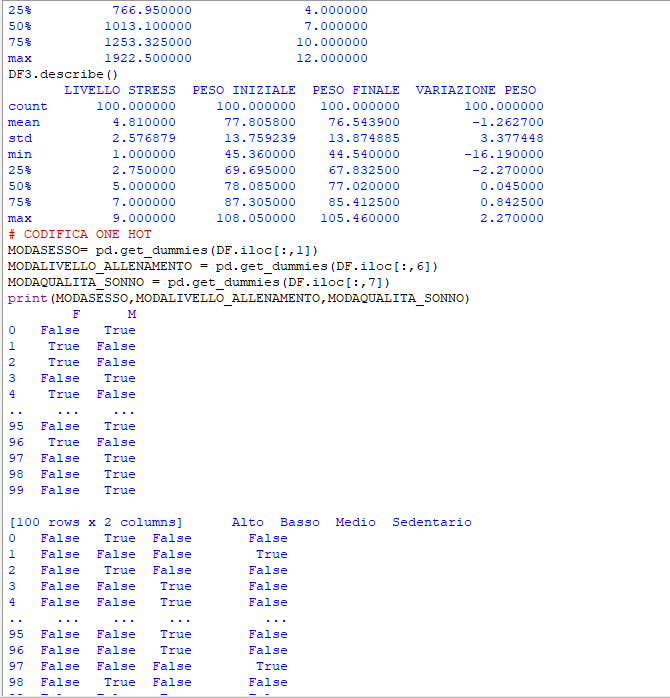 25%          766.950000                 4.000000
50%         1013.100000                 7.000000
75%         1253.325000                10.000000
max         1922.500000                12.000000
DF3.describe()
       LIVELLO STRESS  PESO INIZIALE  PESO FINALE  VARIAZIONE PESO
count      100.000000     100.000000   100.000000       100.000000
mean         4.810000      77.805800    76.543900        -1.262700
std          2.576879      13.759239    13.874885         3.377448
min          1.000000      45.360000    44.540000       -16.190000
25%          2.750000      69.695000    67.832500        -2.270000
50%          5.000000      78.085000    77.020000         0.045000
75%          7.000000      87.305000    85.412500         0.842500
max          9.000000     108.050000   105.460000         2.270000
# CODIFICA ONE HOT
MODASESSO= pd.get_dummies(DF.iloc[:,1])
MODALIVELLO_ALLENAMENTO = pd.get_dummies(DF.iloc[:,6])
MODAQUALITA_SONNO = pd.get_dummies(DF.iloc[:,7])
print(MODASESSO,MODALIVELLO_ALLENAMENTO,MODAQUALITA_SONNO)
        F      M
0   False   True
1    True  False
2    True  False
3   False   True
4    True  False
..    ...    ...
95  False   True
96   True  False
97  False   True
98  False   True
99  False   True
[100 rows x 2 columns]      Alto  Basso  Medio  Sedentario
0   False   True  False       False
1   False  False  False        True
2   False   True  False       False
3   False  False   True       False
4   False  False   True       False
..    ...    ...    ...         ...
95  False  False   True       False
96  False  False   True       False
97  False  False  False        True
98  False   True  False       False